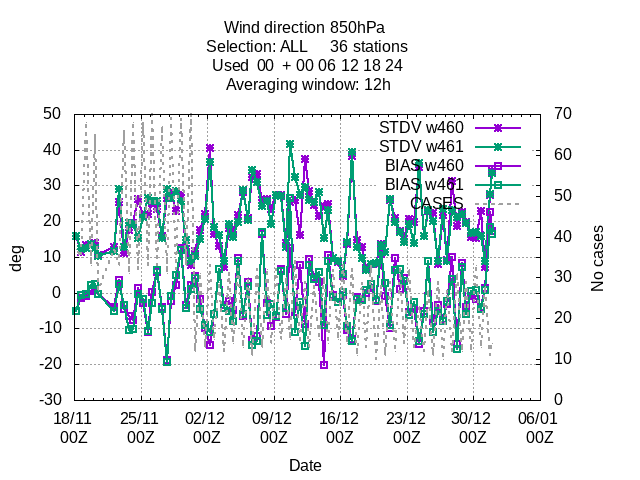 Wind direction 850hPa
Selection: ALL 36 stations
Used 00 + 00 06 12 18 24
Averaging window: 12h
50
40
30
20
10
0
-10
-20
-30
deg
70
60
50
40
30
20
10
0
No cases
STDV w460
STDV w461
BIAS w460
BIAS w461
CASES
18/11 25/11 02/12 09/12 16/12 23/12 30/12 06/01
00Z 00Z 00Z 00Z 00Z 00Z 00Z 00Z
Date